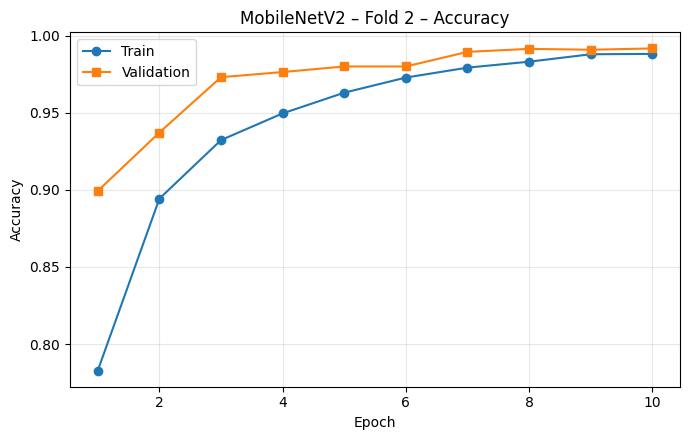 MobileNetV2 – Fold 2 – Accuracy
Train
Validation
1.00
0.95
0.90
0.85
0.80
Accuracy
2 4 6 8 10
Epoch